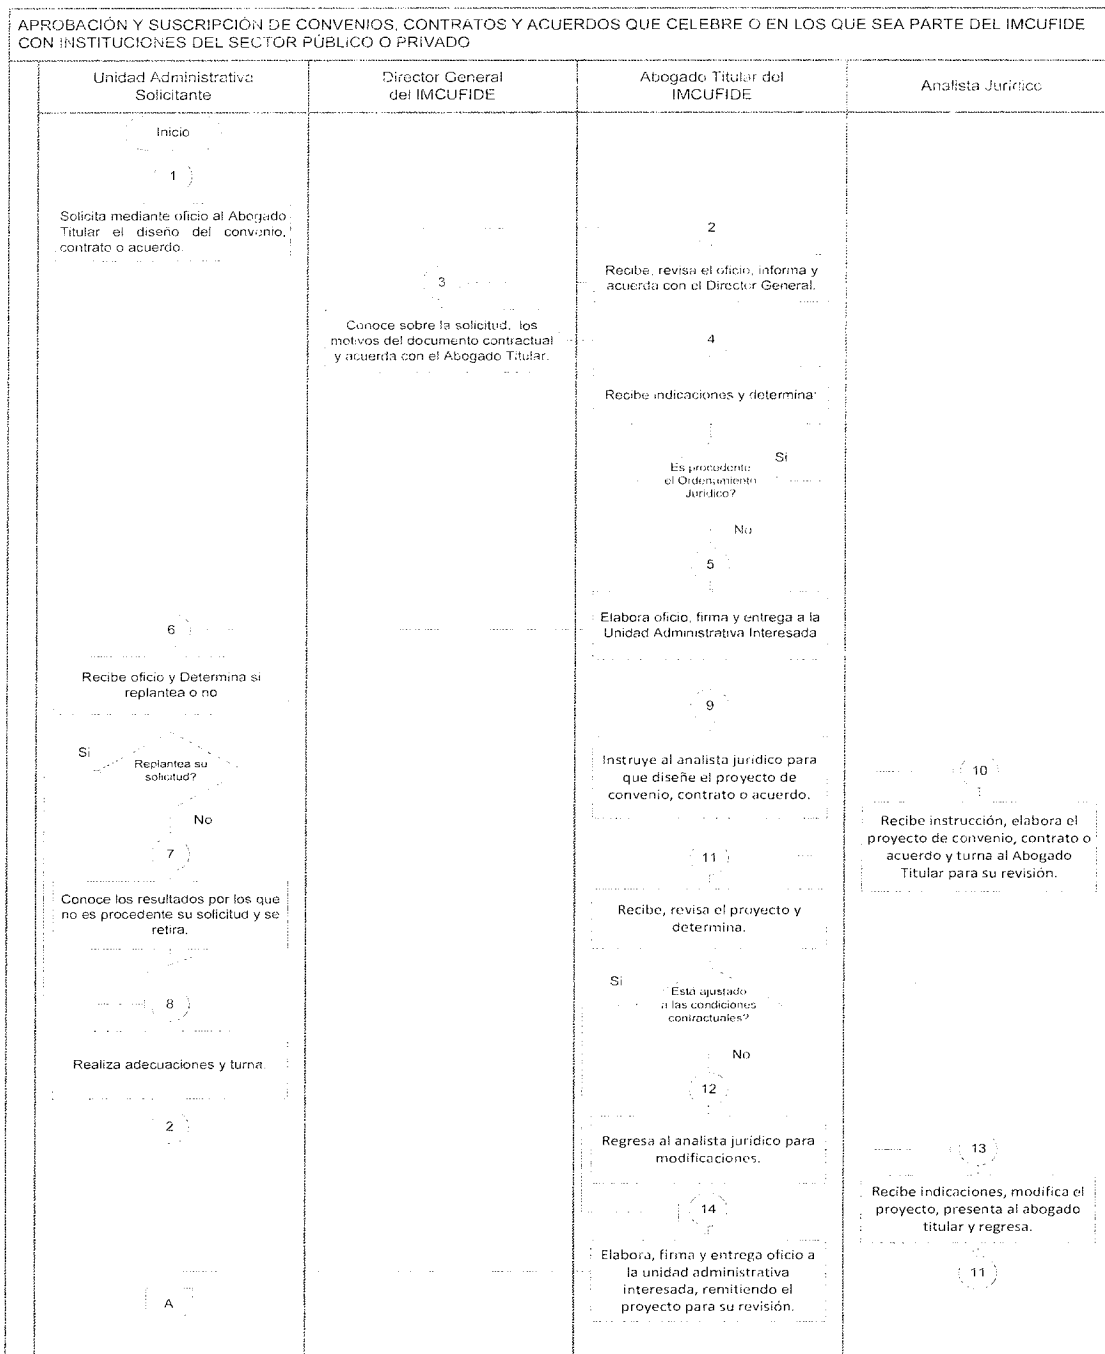 APROBACIÓN Y SUSCRIPCIÓN DE CONVENIOS, CONTRATOS Y ACUERDOS QUE CELEBRE O EN LOS QUE SEA PARTE DEL IMCUFIDE
CON INSTITUCIONES DEL SECTOR PÚBLICO O PRIVADO
Unidad Administrativa
Solicitante
Director General
del IMCUFIDE
Abogado Titular del
IMCUFIDE
Analista Jurídico
Inicio
1
Solicita mediante oficio al Abogado
Titular el diseño del convenio,
contrato o acuerdo.
2
Recibe, revisa el oficio, informa y
acuerda con el Director General.
3
Conoce sobre la solicitud, los
motivos del documento contractual
y acuerda con el Abogado Titular.
4
Recibe indicaciones y determina:
Es procedente
el Ordenamiento
Jurídico?
Si
No
5
Elabora oficio, firma y entrega a la
Unidad Administrativa Interesada
6
Recibe oficio y Determina si
replantea o no
Si
Replantea su
solicitud?
No
7
Conoce los resultados por los que
no es procedente su solicitud y se
retira.
8
Realiza adecuaciones y turna.
2
9
Instruye al analista jurídico para
que diseñe el proyecto de
convenio, contrato o acuerdo.
10
Recibe instrucción, elabora el
proyecto de convenio, contrato o
acuerdo y turna al Abogado
Titular para su revisión.
11
Recibe, revisa el proyecto y
determina.
Si
Está ajustado
a las condiciones
contractuales?
No
12
Regresa al analista jurídico para
modificaciones.
13
Recibe indicaciones, modifica el
proyecto, presenta al abogado
titular y regresa.
11
14
Elabora, firma y entrega oficio a
la unidad administrativa
interesada, remitiendo el
proyecto para su revisión.
A